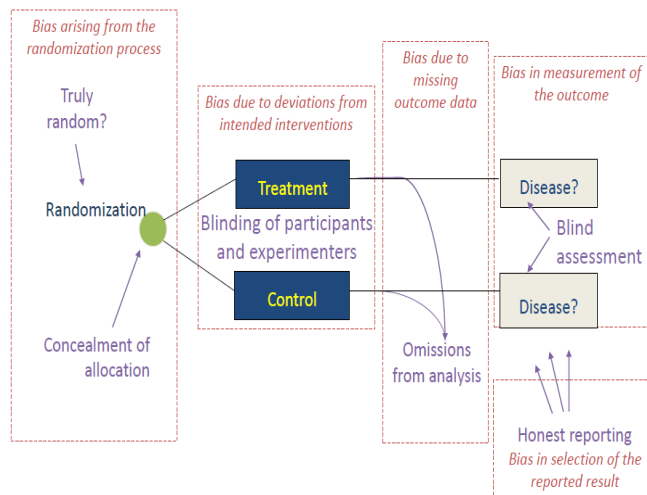 Bias arising from the
randomization process
Truly
random?
Randomization
Concealment of
allocation
Bias due to deviations from
intended interventions
Treatment
Blinding of participants
and experimenters
Control
Bias due to
missing
outcome data
Omissions
from analysis
Bias in measurement of
the outcome
Disease?
Blind
assessment
Disease?
Honest reporting
Bias in selection of the
reported result